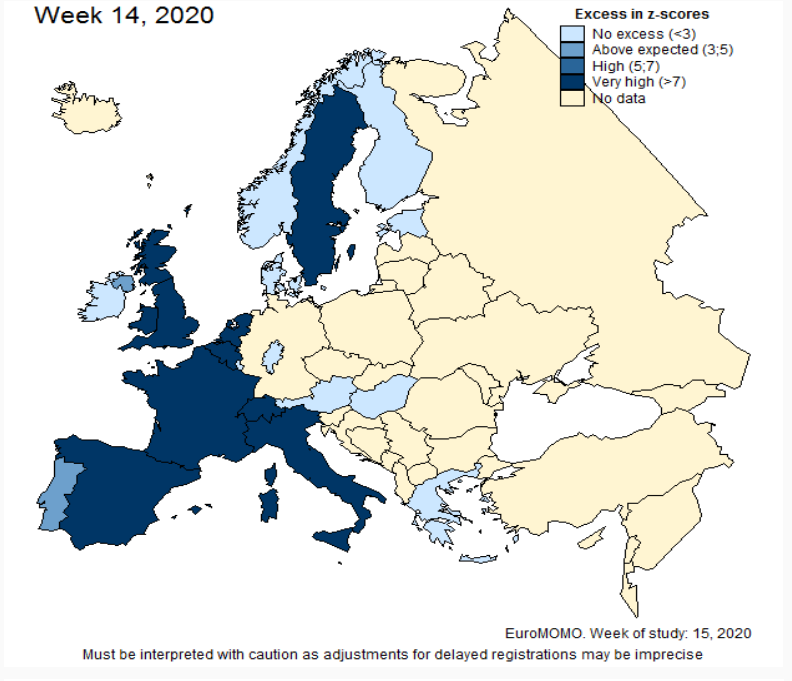 Week 14, 2020
Excess in z-scores
No excess (<3)
Above expected (3;5)
High (5;7)
Very high (>7)
No data
EuroMOMO. Week of study: 15, 2020
Must be interpreted with caution as adjustments for delayed registrations may be imprecise